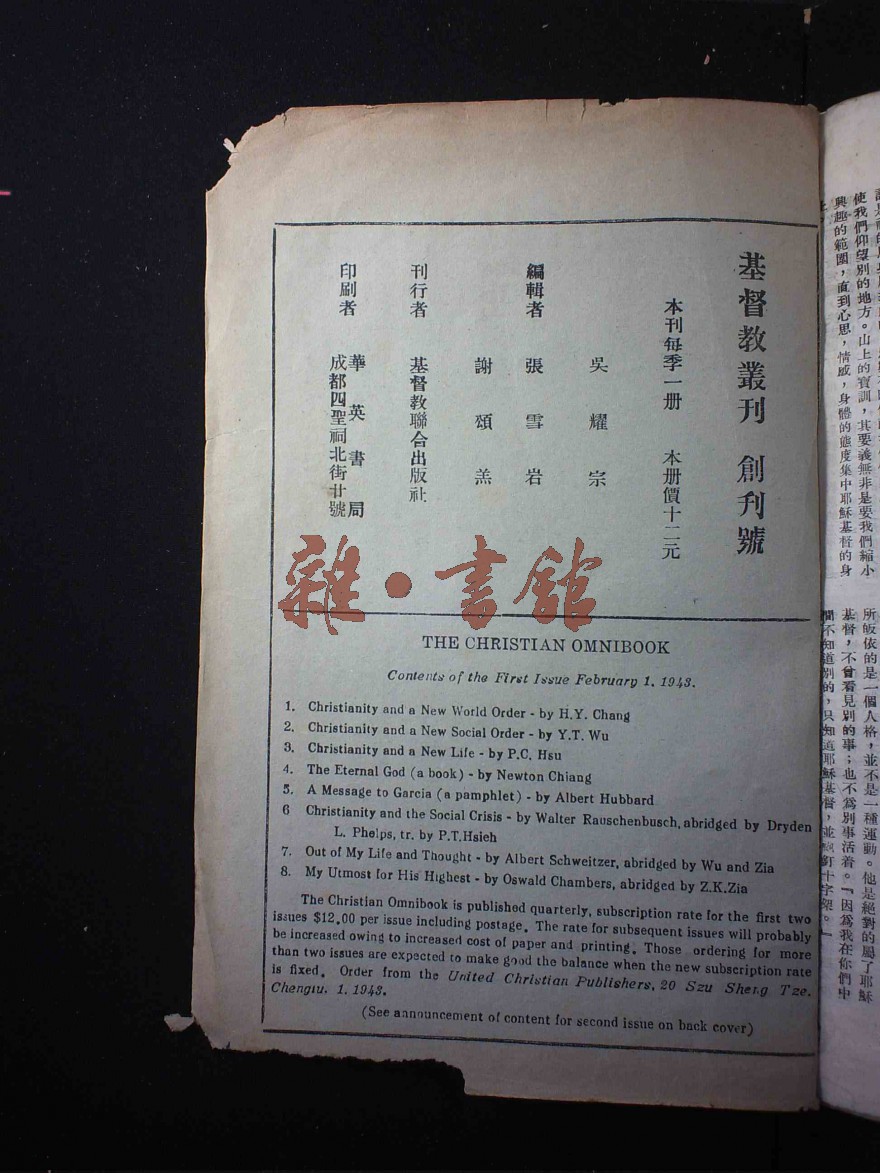 基督教叢刊 創刊號
本刊每季一册 本册價十二元
吳耀宗
編輯者 張雪岩
謝頌羔
刊行者 基督教聯合出版社
印刷者 華英書局
成都四聖祠北街廿號
雜·書館
THE CHRISTIAN OMNIBOOK
Contents of the First Issue February 1, 1943.
1. Christianity and a New World Order - by H.Y. Chang
2. Christianity and a New Social Order - by Y.T. Wu
3. Christianity and a New Life - by P.C. Hsu
4. The Eternal God (a book) - by Newton Chiang
5. A Message to Garcia (a pamphlet) - by Albert Hubbard
6 Christianity and the Social Crisis - by Walter Rauschenbusch, abridged by Dryden
L. Phelps, tr. by P.T.Hsieh
7. Out of My Life and Thought - by Albert Schweitzer, abridged by Wu and Zia
8. My Utmost for His Highest - by Oswald Chambers, abridged by Z.K.Zia
The Christian Omnibook is published quarterly, subscription rate for the first two
issues $12.00 per issue including postage. The rate for subsequent issues will probably
be increased owing to increased cost of paper and printing. Those ordering for more
than two issues are expected to make good the balance when the new subscription rate
is fixed. Order from the United Christian Publishers, 20 Szu Sheng Tze,
Chengtu, 1. 1943.
(See announcement of content for second issue on back cover)
使我們仰望別的地方。山上的寶訓，其要義無非是要我們縮小
興趣的範圍，直到心思，情感，身體的態度集中耶穌基督的身
所皈依的是一個人格，並不是一種運動。他是絕對的屬了耶穌
基督，不曾看見別的事；也不爲別事活着。『因爲我在你們中
間不知道別的，只知道耶穌基督，並釘十字架。』